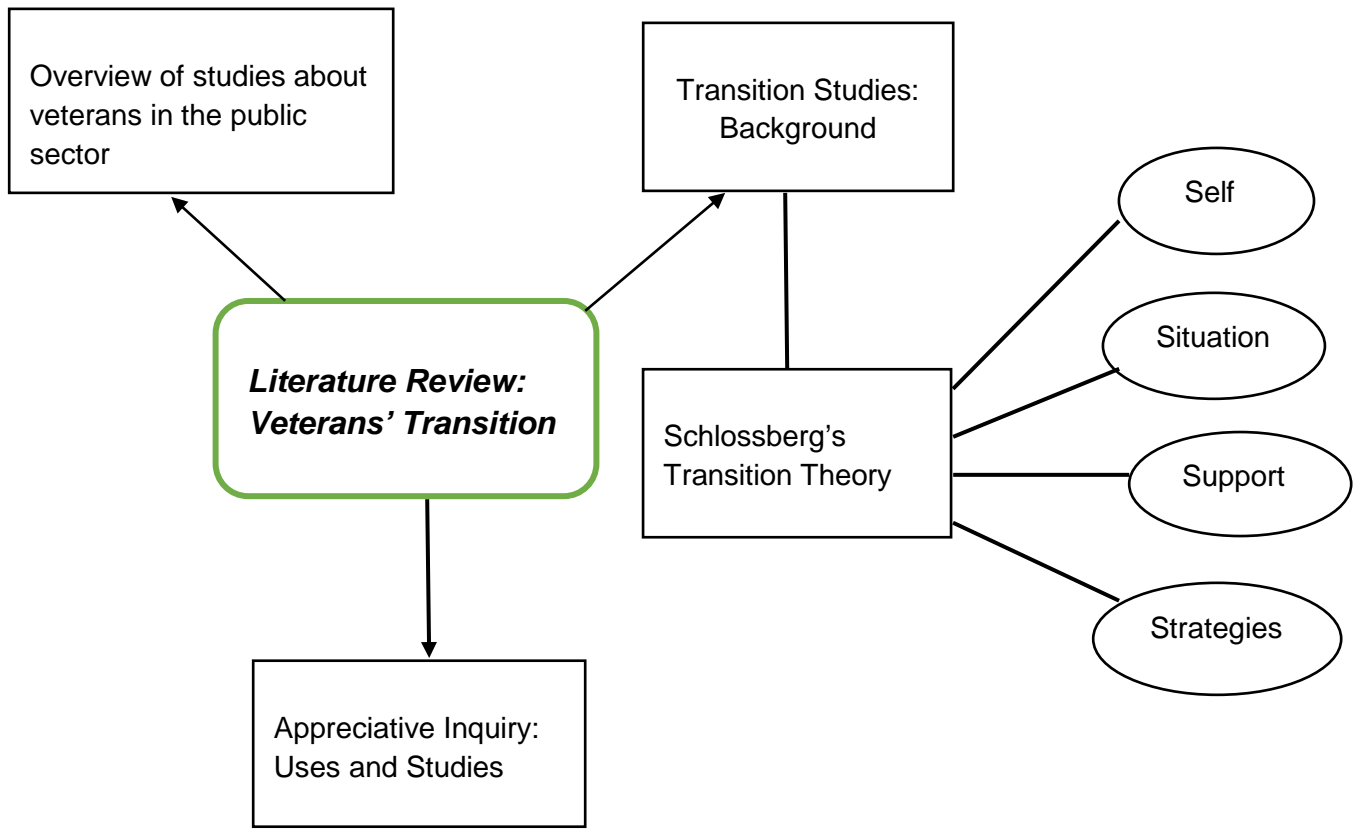 Overview of studies about
veterans in the public
sector
Transition Studies:
Background
Self
Situation
Literature Review:
Veterans’ Transition
Schlossberg’s
Transition Theory
Support
Strategies
Appreciative Inquiry:
Uses and Studies